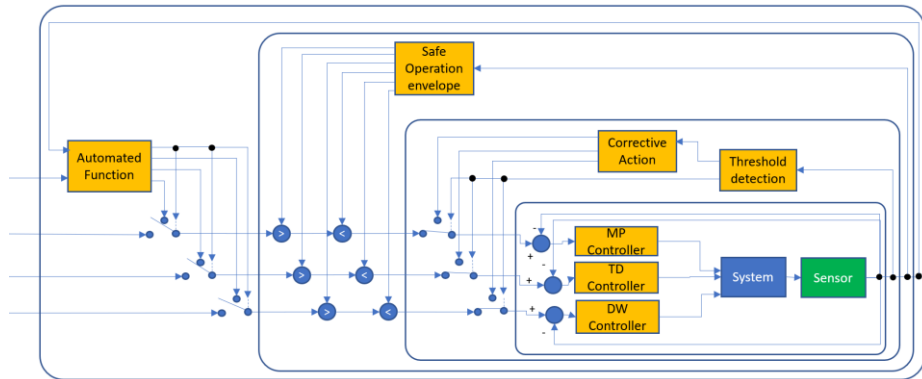 Safe
Operation
envelope
Automated
Function
Corrective
Action
Threshold
detection
> <
> <
> <
-
+
MP
Controller
-
+
TD
Controller
+
-
DW
Controller
System
Sensor